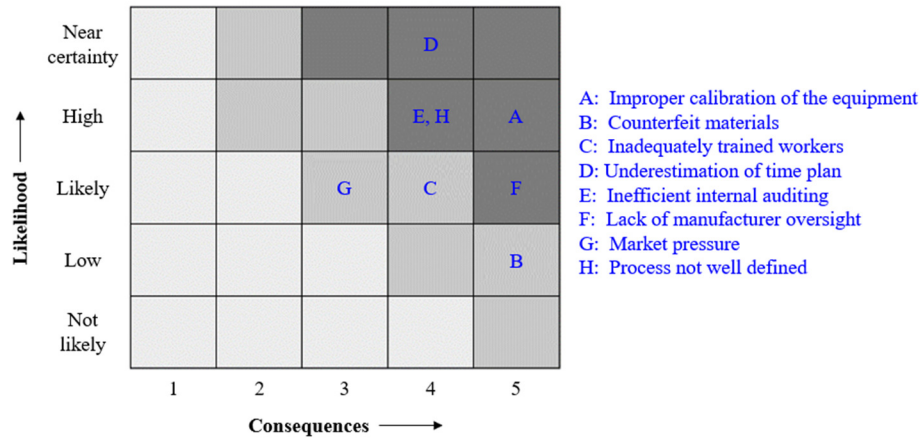 Near
certainty
D
High
E, H
A
Likely
G
C
F
Low
B
Not
likely
1 2 3 4 5
Likelihood
Consequences
A: Improper calibration of the equipment
B: Counterfeit materials
C: Inadequately trained workers
D: Underestimation of time plan
E: Inefficient internal auditing
F: Lack of manufacturer oversight
G: Market pressure
H: Process not well defined